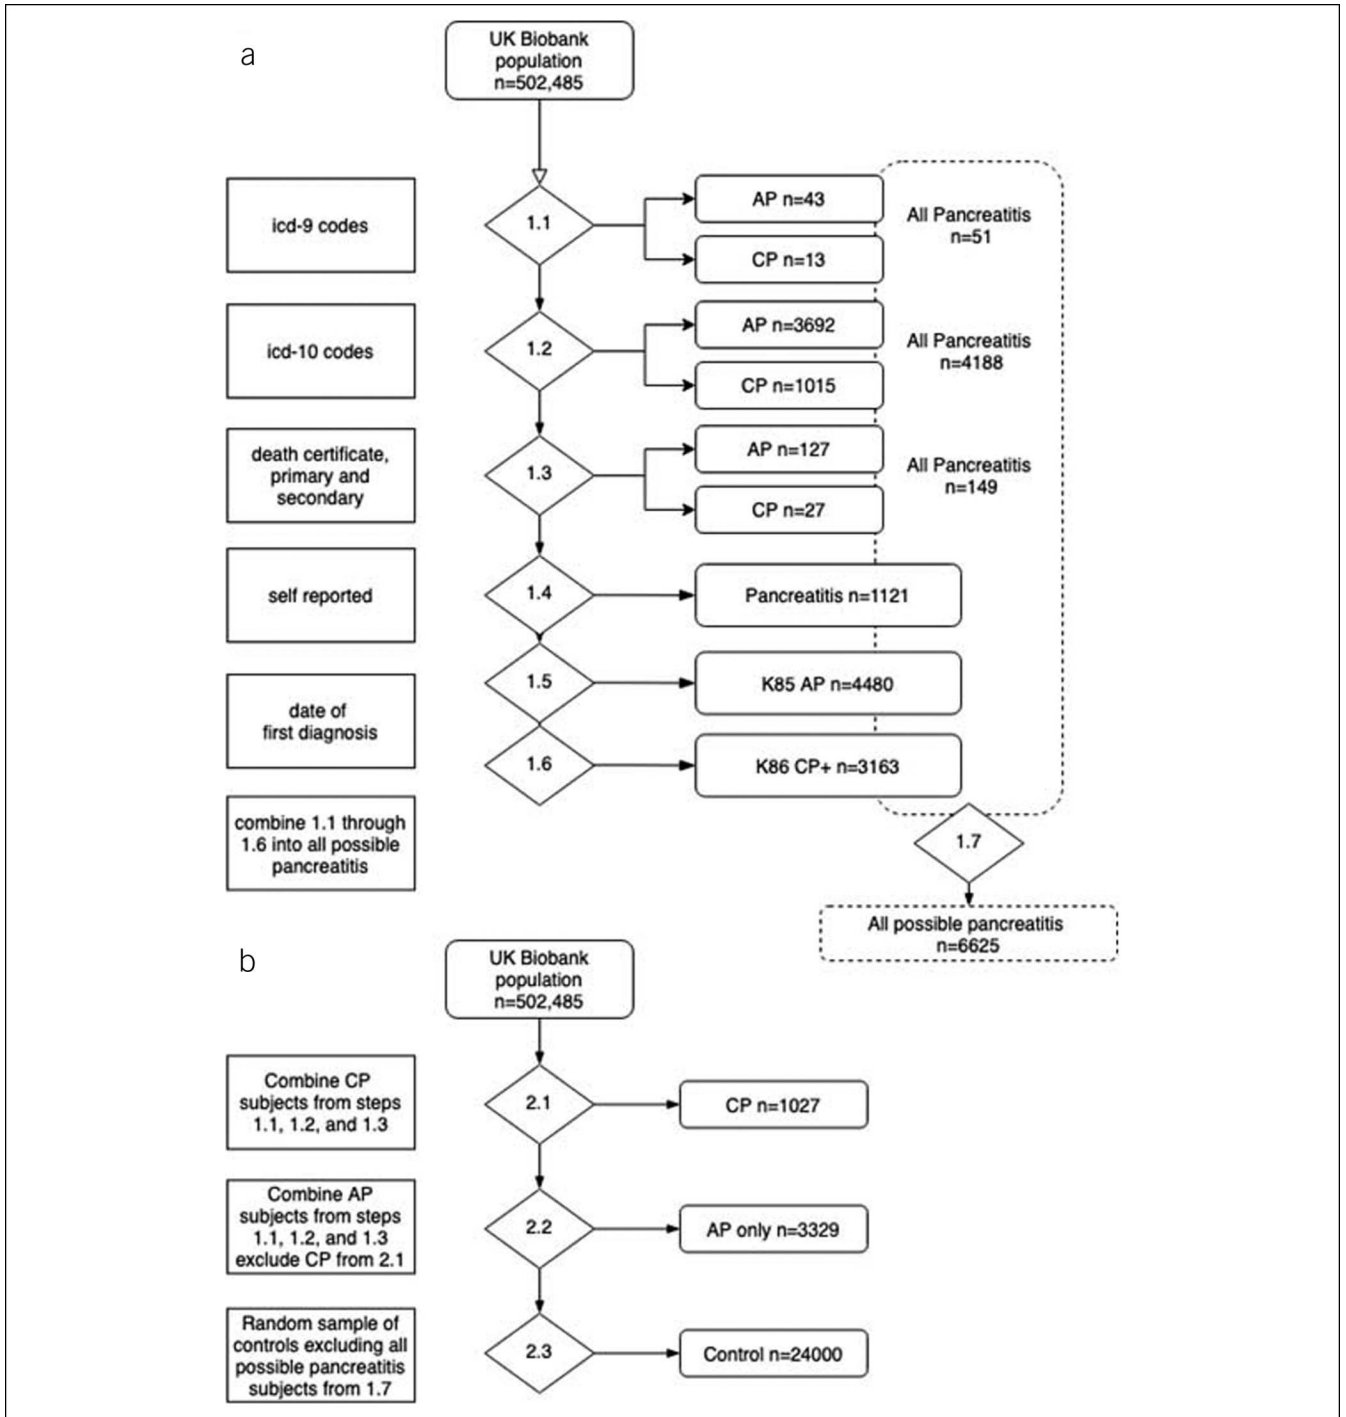 a
UK Biobank
population
n=502,485
icd-9 codes
1.1
AP n=43
CP n=13
All Pancreatitis
n=51
icd-10 codes
1.2
AP n=3692
CP n=1015
All Pancreatitis
n=4188
death certificate,
primary and
secondary
1.3
AP n=127
CP n=27
All Pancreatitis
n=149
self reported
1.4
Pancreatitis n=1121
date of
first diagnosis
1.5
K85 AP n=4480
1.6
K86 CP+ n=3163
combine 1.1 through
1.6 into all possible
pancreatitis
1.7
All possible pancreatitis
n=6625
b
UK Biobank
population
n=502,485
Combine CP
subjects from steps
1.1, 1.2, and 1.3
2.1
CP n=1027
Combine AP
subjects from steps
1.1, 1.2, and 1.3
exclude CP from 2.1
2.2
AP only n=3329
Random sample of
controls excluding all
possible pancreatitis
subjects from 1.7
2.3
Control n=24000